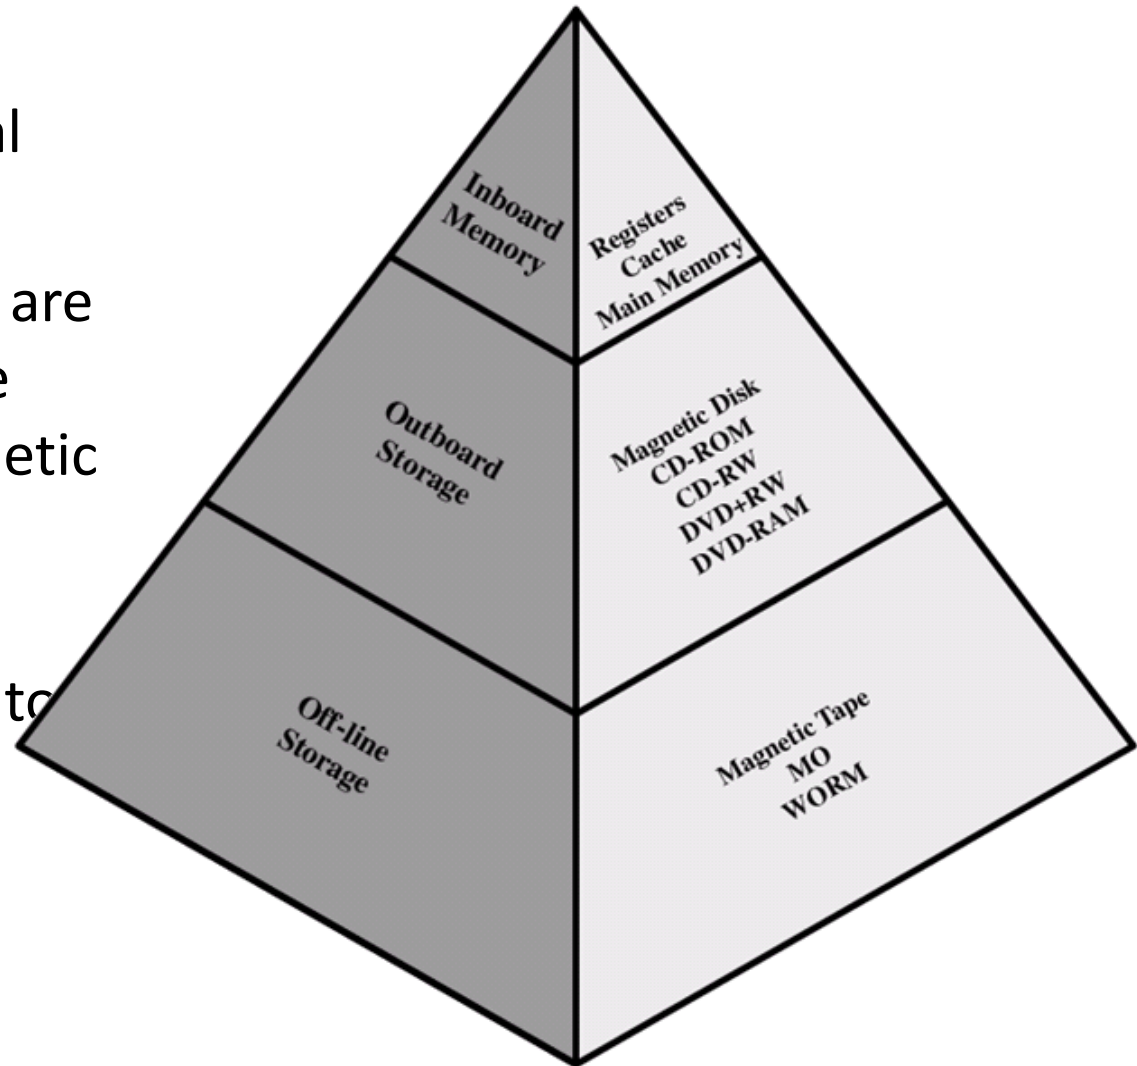 al
are
e
etic
to
Inboard
Memory
Registers
Cache
Main Memory
Outboard
Storage
Magnetic Disk
CD-ROM
CD-RW
DVD+RW
DVD-RAM
Off-line
Storage
Magnetic Tape
MO
WORM